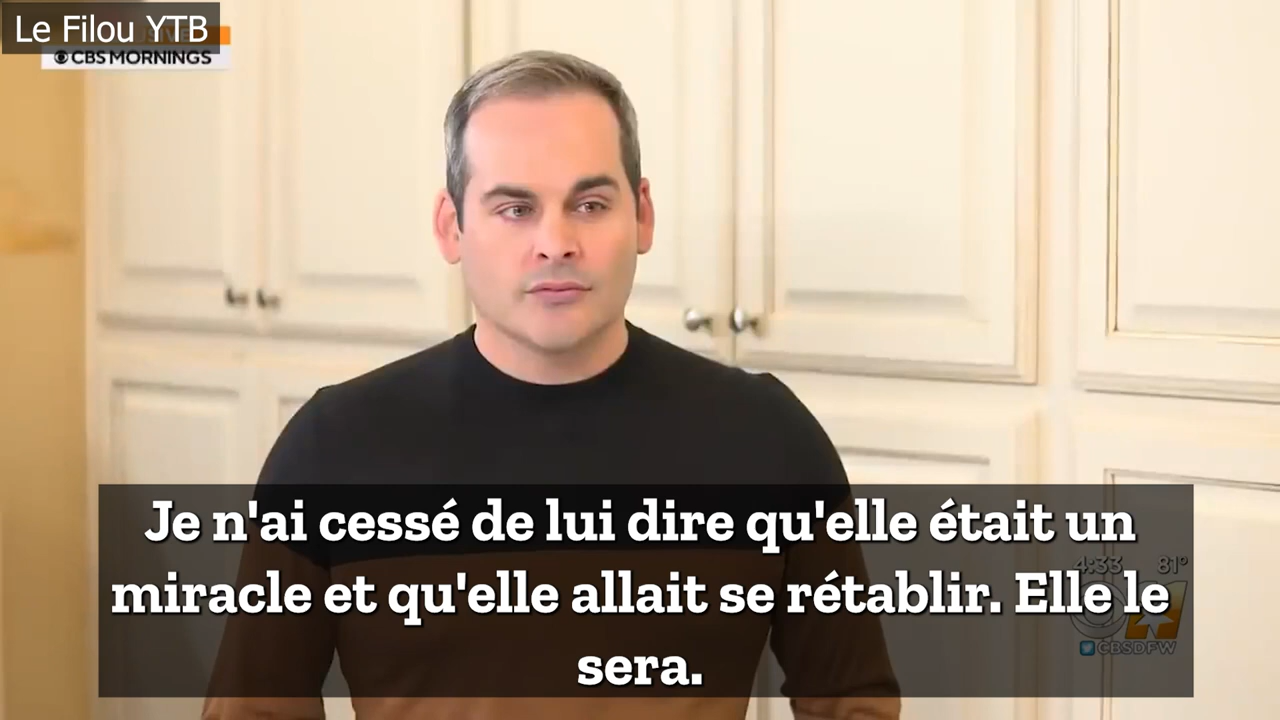 Le Filou YTB
CBS MORNINGS
Je n'ai cessé de lui dire qu'elle était un
miracle et qu'elle allait se rétablir. Elle le
sera.
4:33 81°
CBSDFW